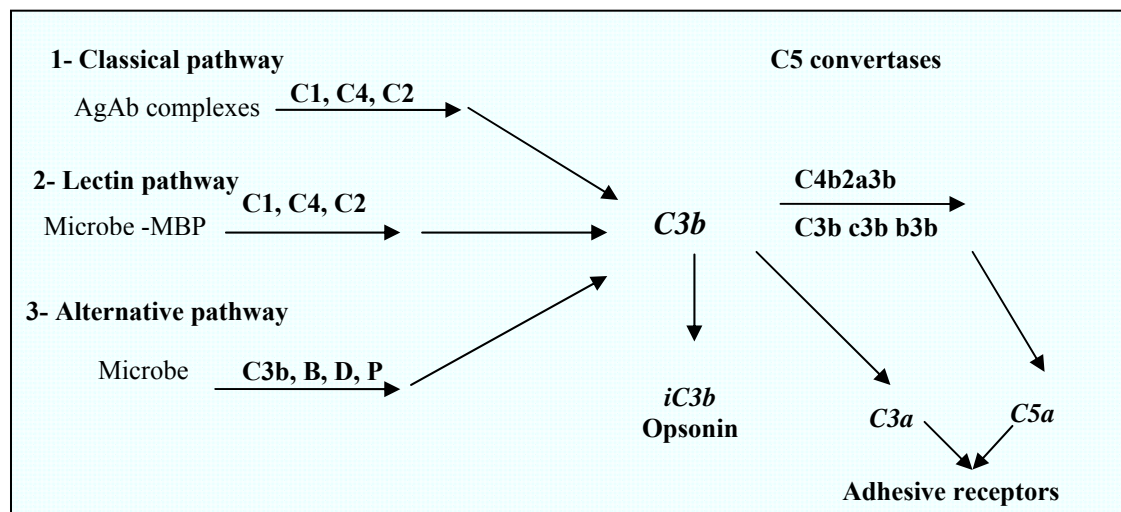 1- Classical pathway
C5 convertases
AgAb complexes
C1, C4, C2
2- Lectin pathway
C1, C4, C2
Microbe -MBP
C3b
C4b2a3b
C3b c3b b3b
3- Alternative pathway
Microbe
C3b, B, D, P
iC3b
Opsonin
C3a
C5a
Adhesive receptors